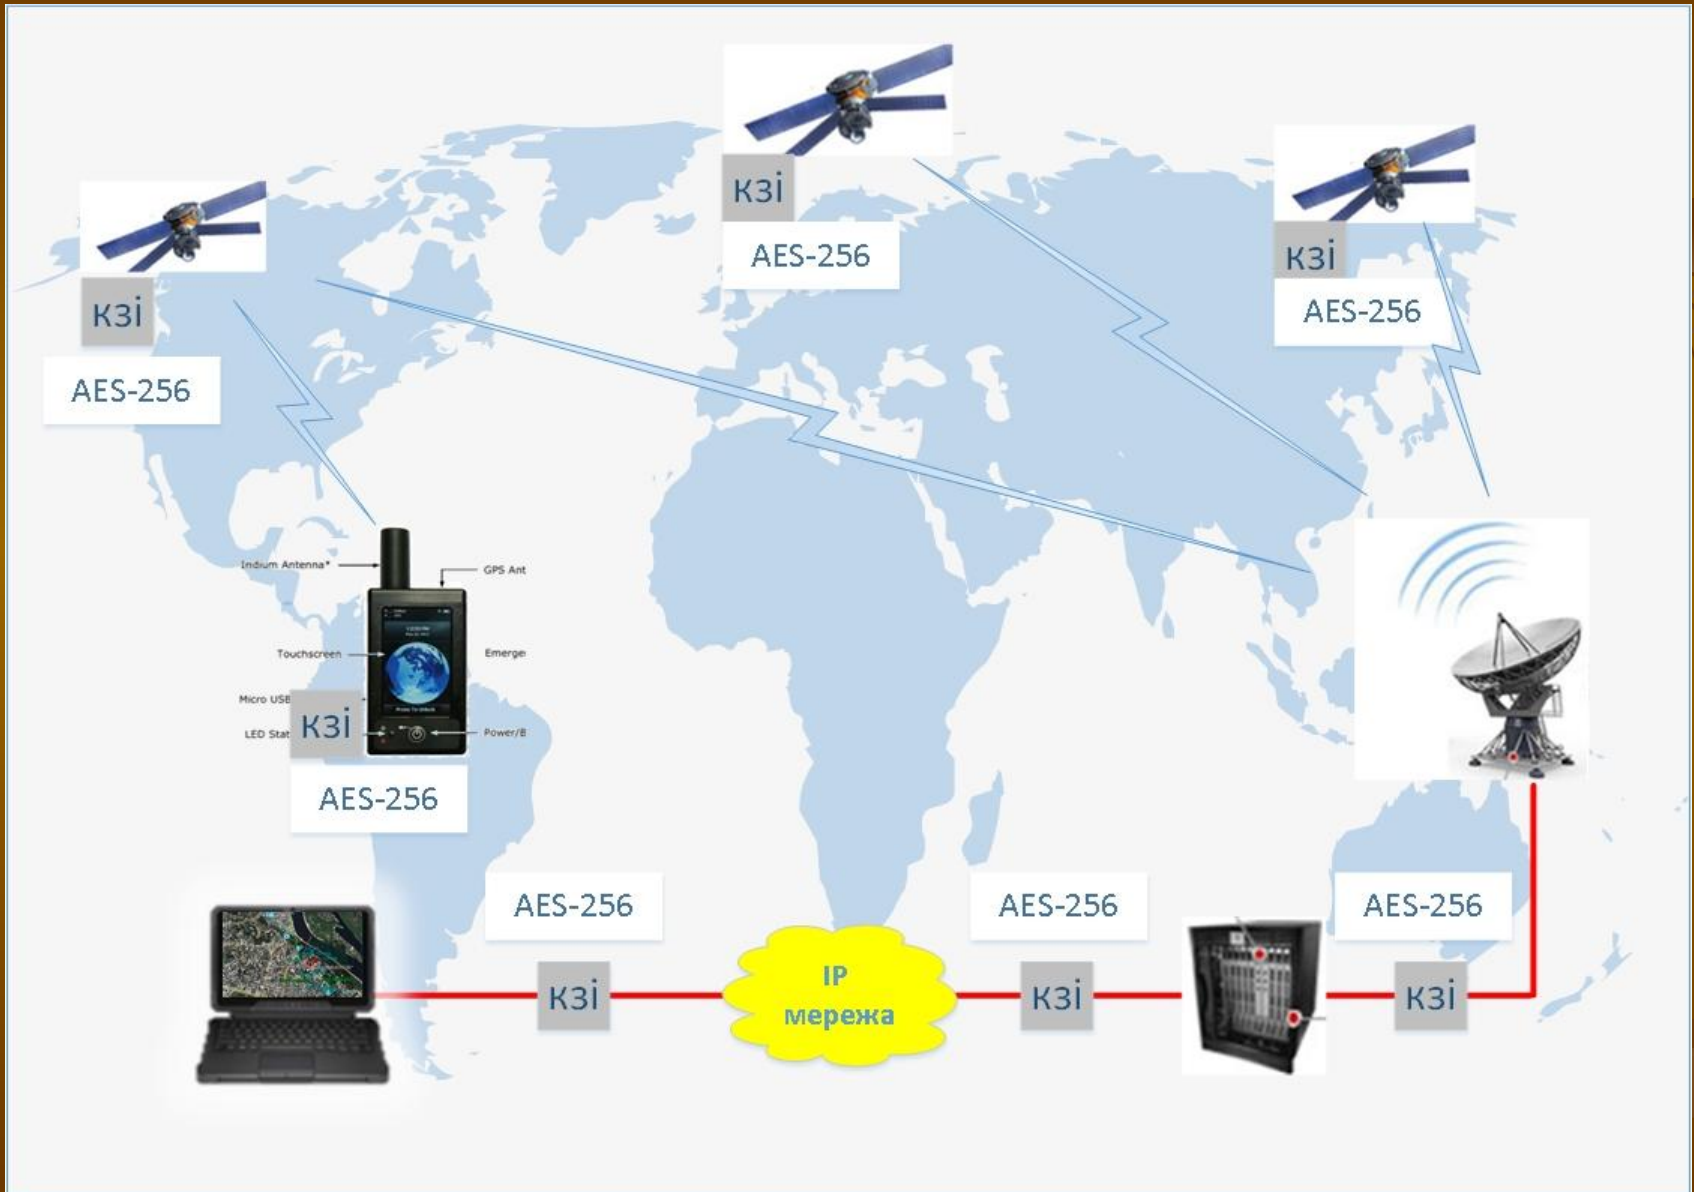 КЗІ
AES-256
КЗІ
AES-256
КЗІ
AES-256
Iridium Antenna*
GPS Ant
Touchscreen
Emerge
Micro USB
LED Stat
КЗІ
Power/B
AES-256
AES-256
AES-256
AES-256
КЗІ
IP
мережа
КЗІ
КЗІ